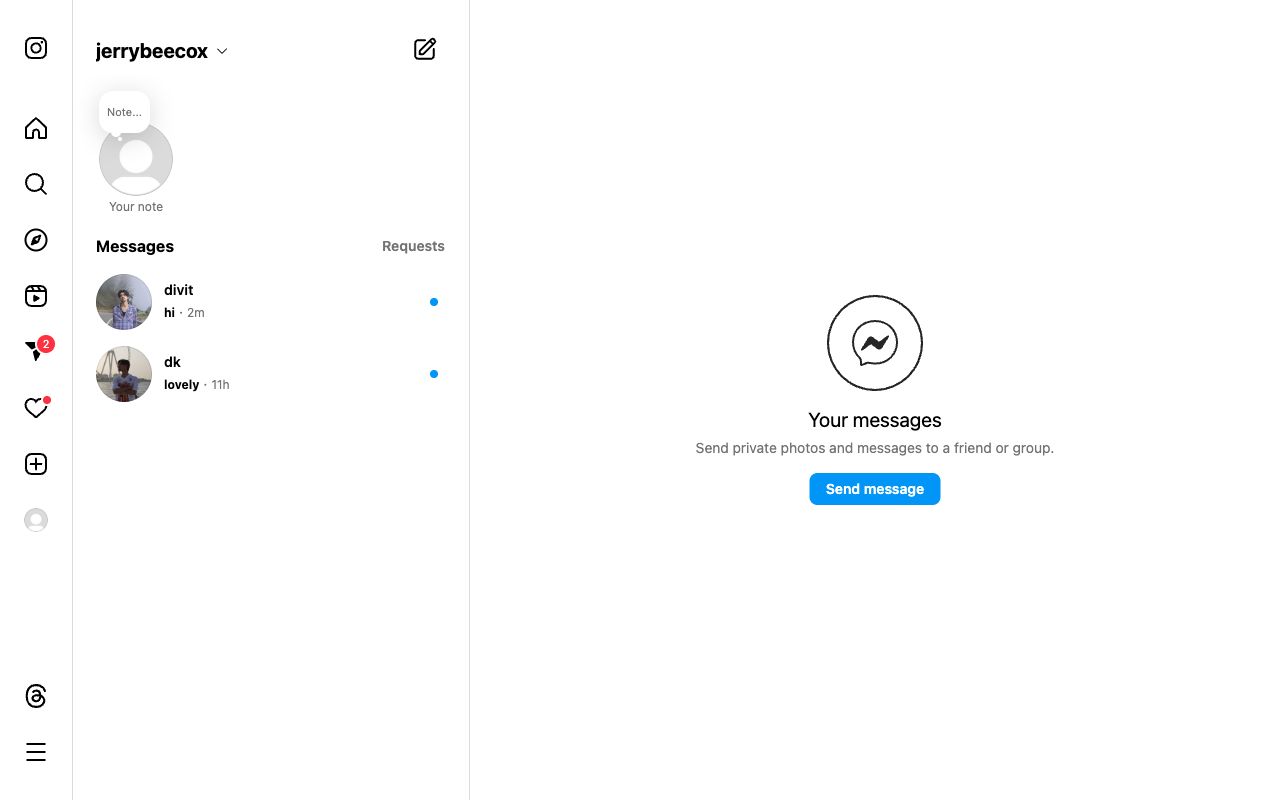 jerrybeecox
Note...
Your note
Messages
Requests
divit
hi · 2m
dk
lovely · 11h
2
Your messages
Send private photos and messages to a friend or group.
Send message